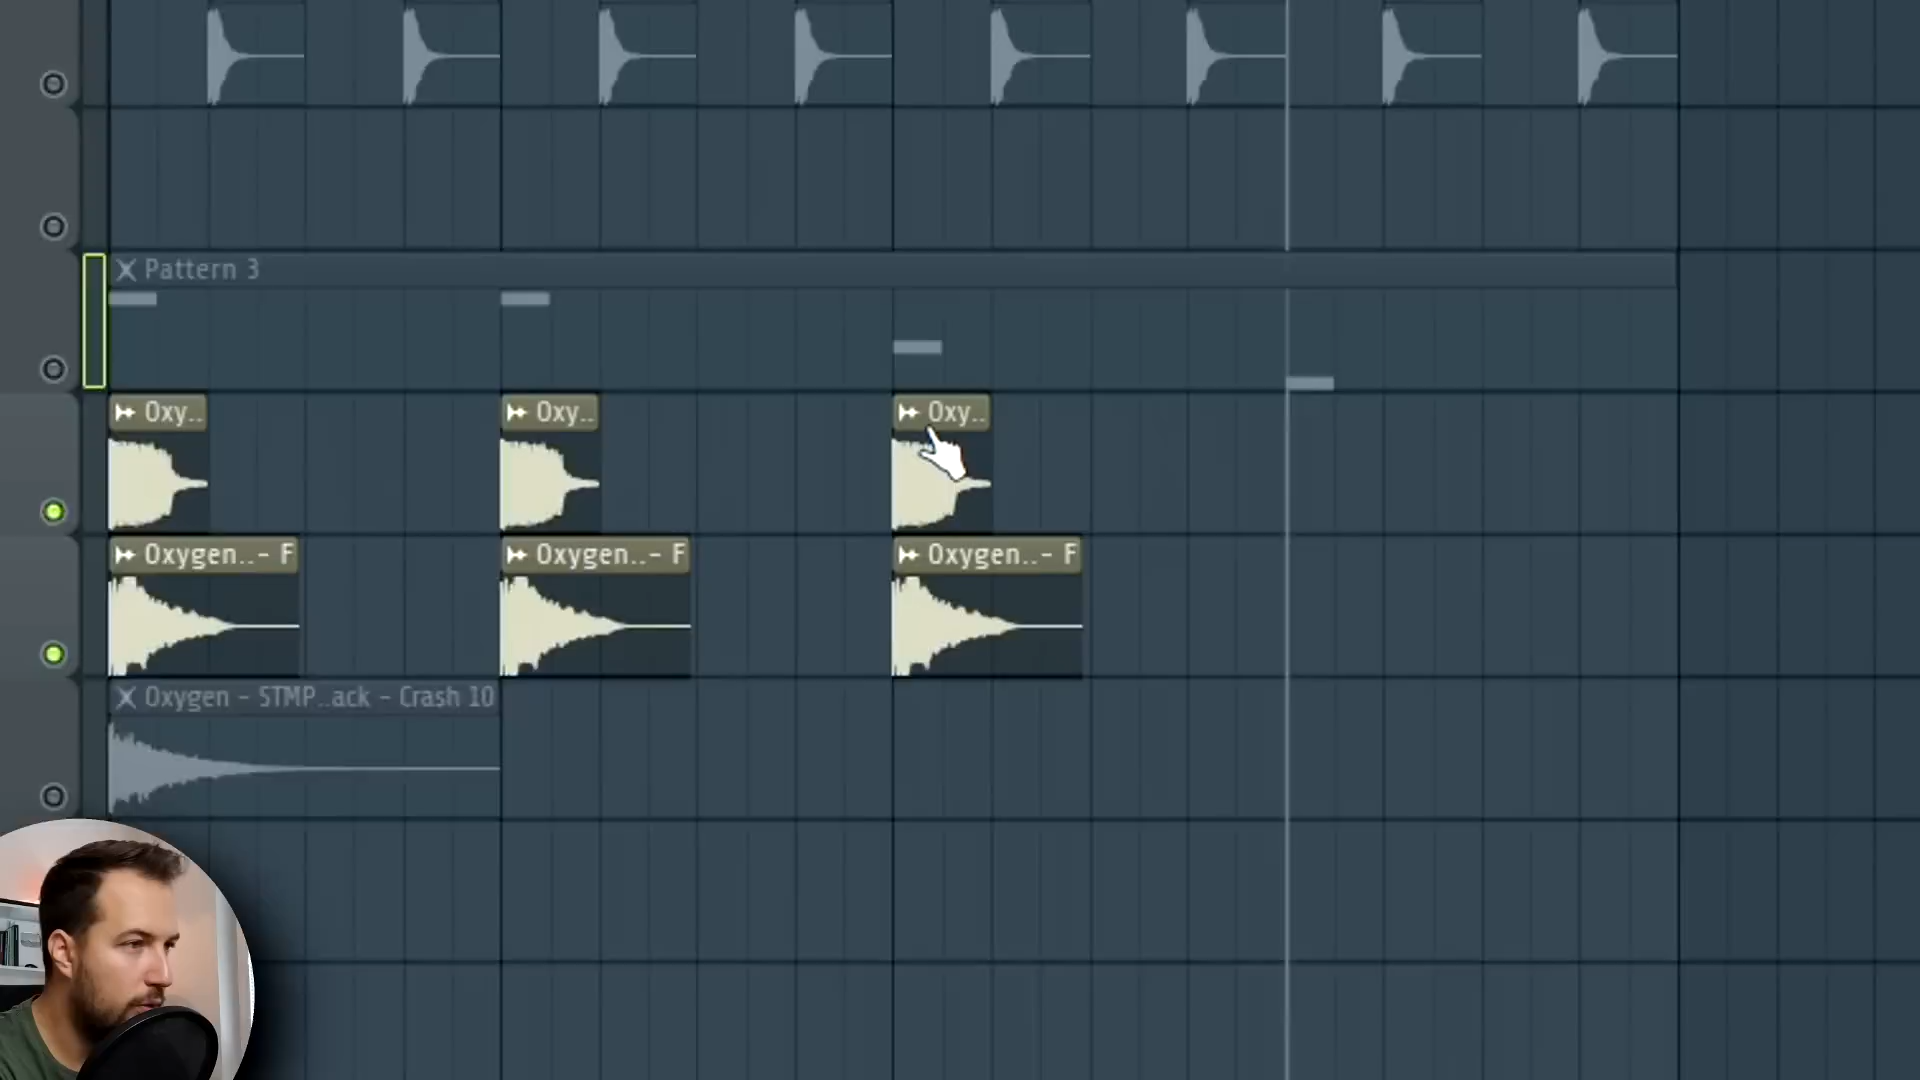 Pattern 3
Oxy..
Oxy..
Oxy..
Oxygen..- F
Oxygen..- F
Oxygen..- F
Oxygen - STMP..ack - Crash 10